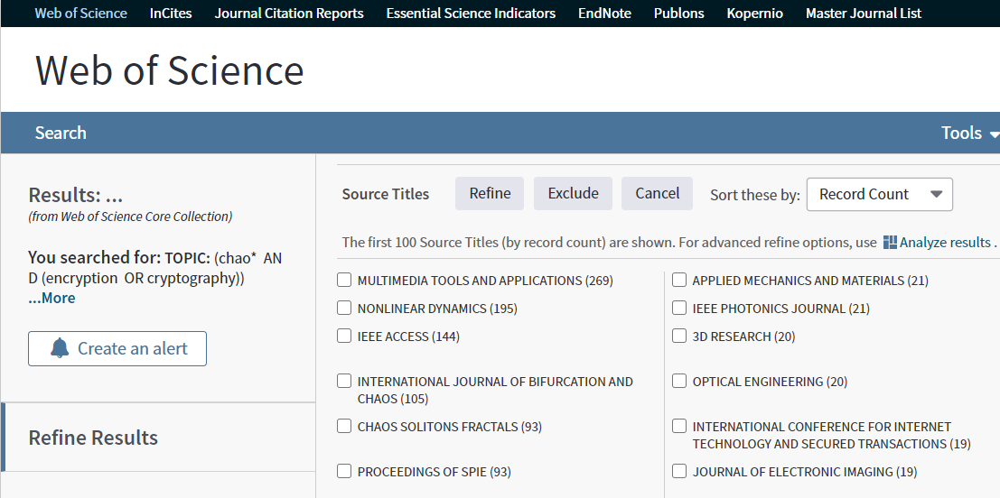 Web of Science InCites Journal Citation Reports Essential Science Indicators EndNote Publons Kopernio Master Journal List
Web of Science
Search Tools
Results: ...
(from Web of Science Core Collection)
You searched for: TOPIC: (chao* AN
D (encryption OR cryptography))
...More
Create an alert
Refine Results
Source Titles Refine Exclude Cancel Sort these by: Record Count
The first 100 Source Titles (by record count) are shown. For advanced refine options, use Analyze results .
MULTIMEDIA TOOLS AND APPLICATIONS (269)
NONLINEAR DYNAMICS (195)
IEEE ACCESS (144)
INTERNATIONAL JOURNAL OF BIFURCATION AND
CHAOS (105)
CHAOS SOLITONS FRACTALS (93)
PROCEEDINGS OF SPIE (93)
APPLIED MECHANICS AND MATERIALS (21)
IEEE PHOTONICS JOURNAL (21)
3D RESEARCH (20)
OPTICAL ENGINEERING (20)
INTERNATIONAL CONFERENCE FOR INTERNET
TECHNOLOGY AND SECURED TRANSACTIONS (19)
JOURNAL OF ELECTRONIC IMAGING (19)